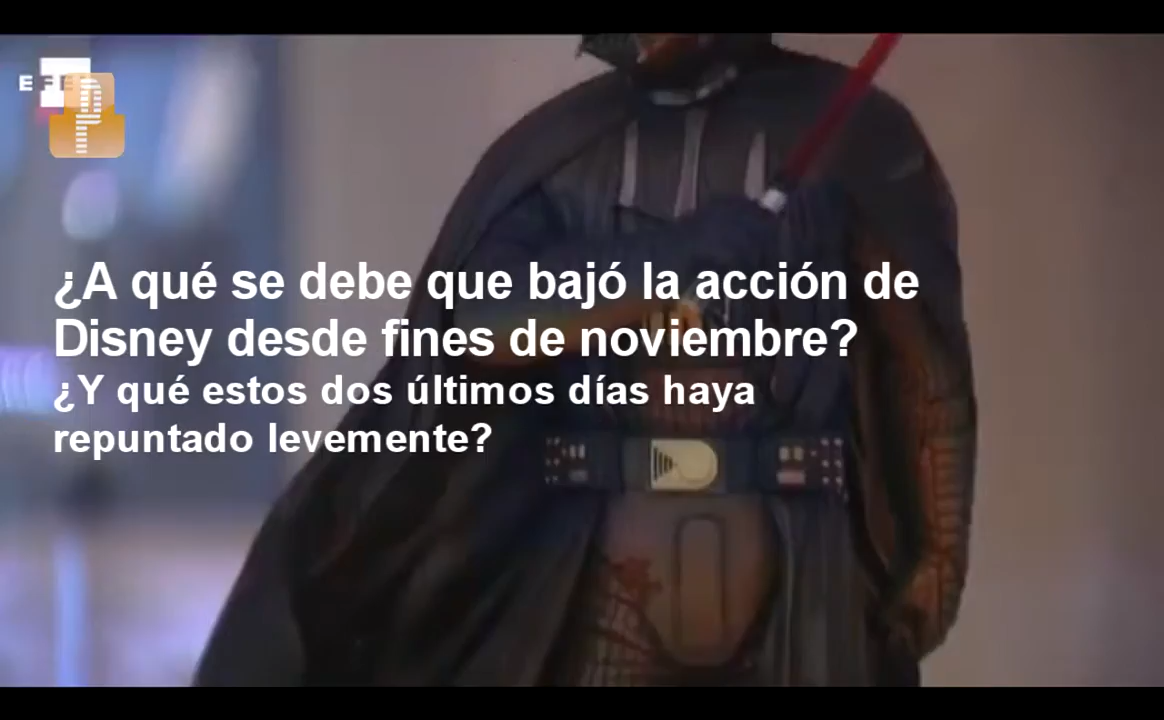 EFE
P
¿A qué se debe que bajó la acción de
Disney desde fines de noviembre?
¿Y qué estos dos últimos días haya
repuntado levemente?